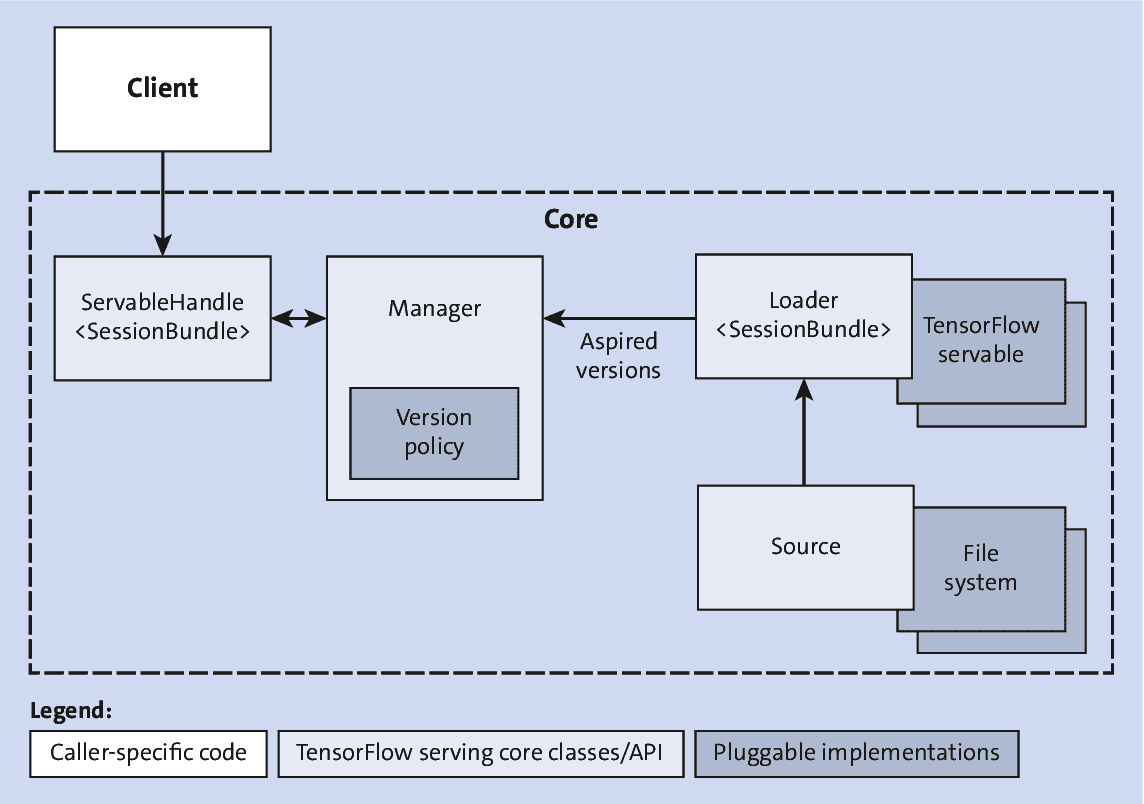 Client
Core
ServableHandle
<SessionBundle>
Manager
Version
policy
Aspired
versions
Loader
<SessionBundle>
TensorFlow
servable
Source
File
system
Legend:
Caller-specific code
TensorFlow serving core classes/API
Pluggable implementations